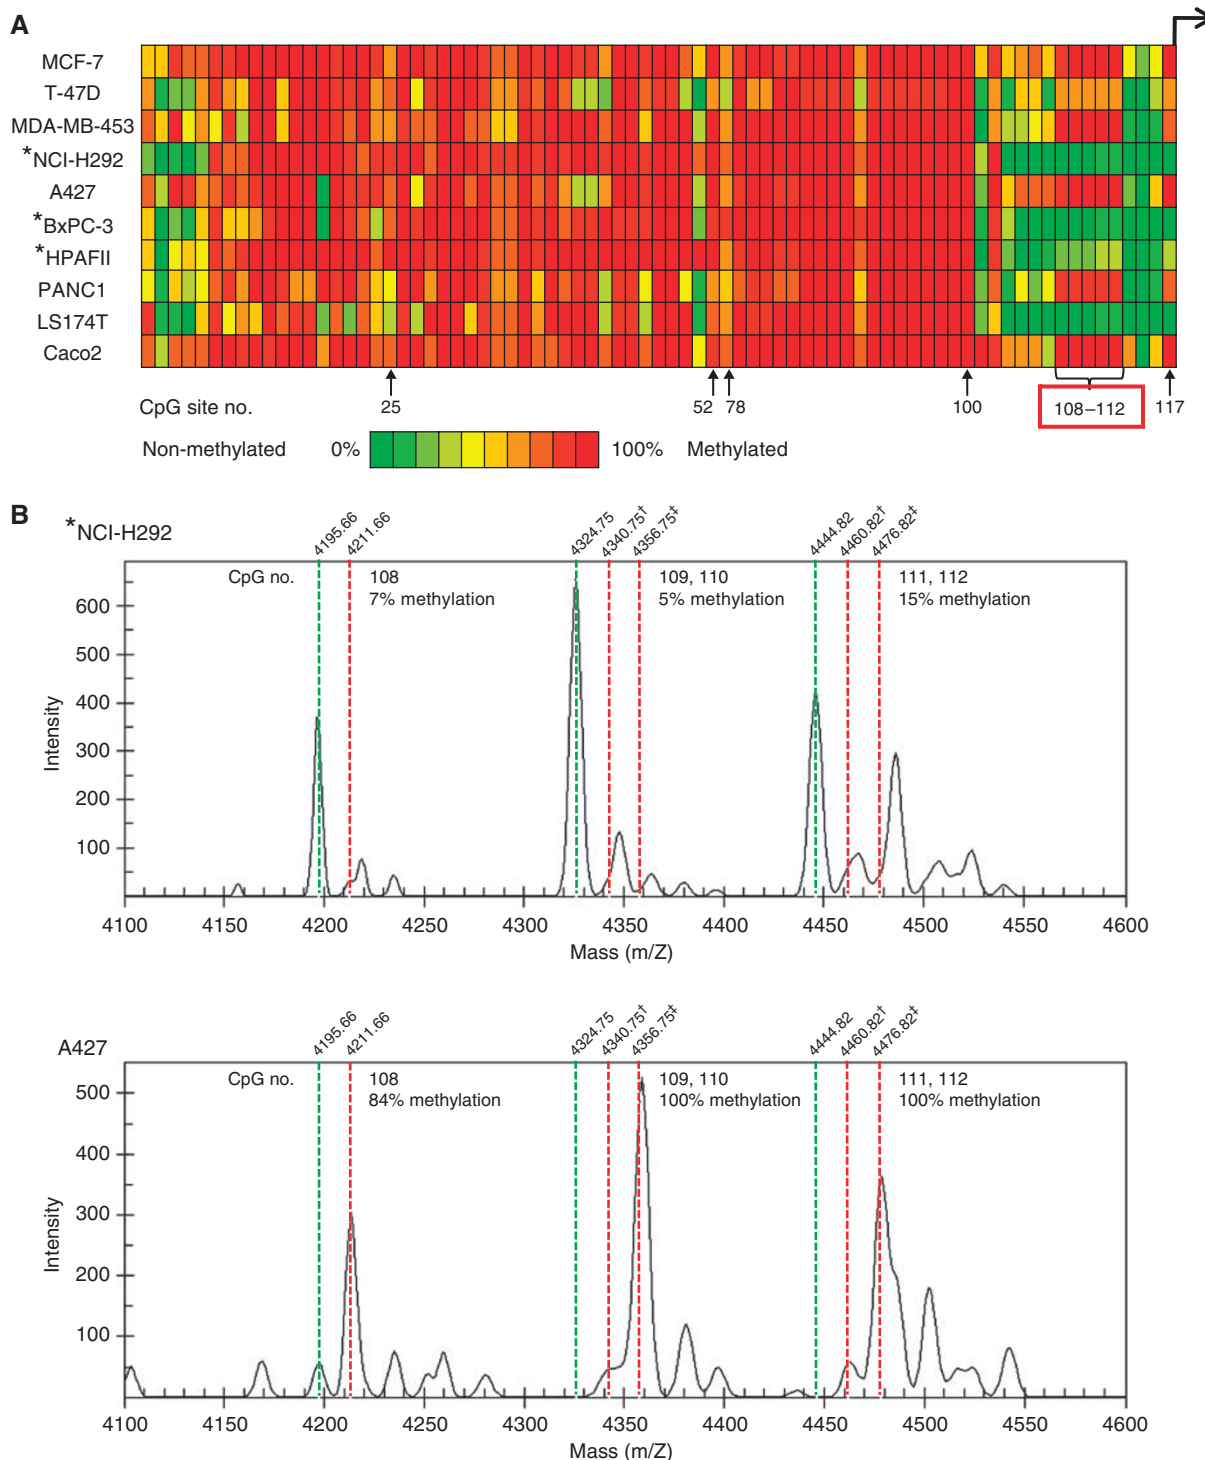 A
MCF-7
T-47D
MDA-MB-453
*NCI-H292
A427
*BxPC-3
*HPAFII
PANC1
LS174T
Caco2
CpG site no. 25 52 78 100 108–112 117
Non-methylated 0% 100% Methylated
B
*NCI-H292
4195.66 4211.66 4324.75 4340.75† 4356.75‡ 4444.82 4460.82† 4476.82‡
CpG no. 108 109, 110 111, 112
7% methylation 5% methylation 15% methylation
Intensity
600
500
400
300
200
100
4100 4150 4200 4250 4300 4350 4400 4450 4500 4550 4600
Mass (m/Z)
A427
4195.66 4211.66 4324.75 4340.75† 4356.75‡ 4444.82 4460.82† 4476.82‡
CpG no. 108 109, 110 111, 112
84% methylation 100% methylation 100% methylation
Intensity
500
400
300
200
100
4100 4150 4200 4250 4300 4350 4400 4450 4500 4550 4600
Mass (m/Z)